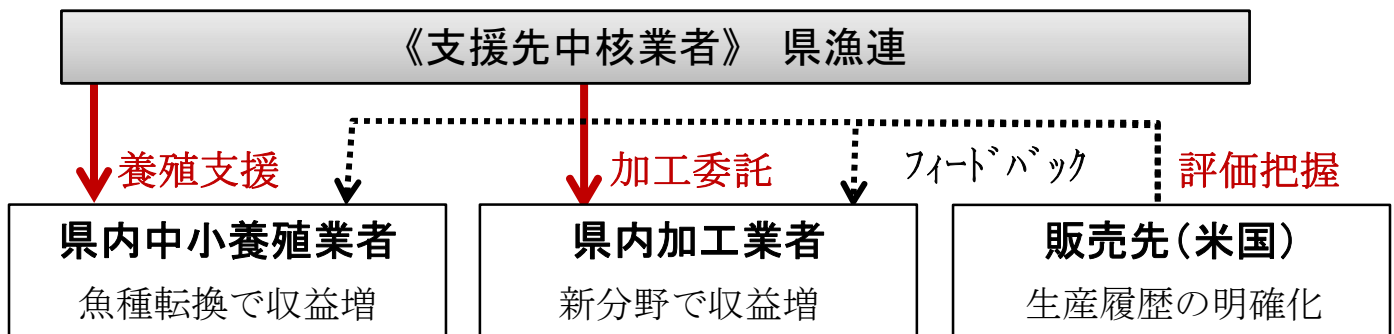 《支援先中核業者》 県漁連
養殖支援
加工委託
フィードバック
評価把握
県内中小養殖業者
魚種転換で収益増
県内加工業者
新分野で収益増
販売先(米国)
生産履歴の明確化